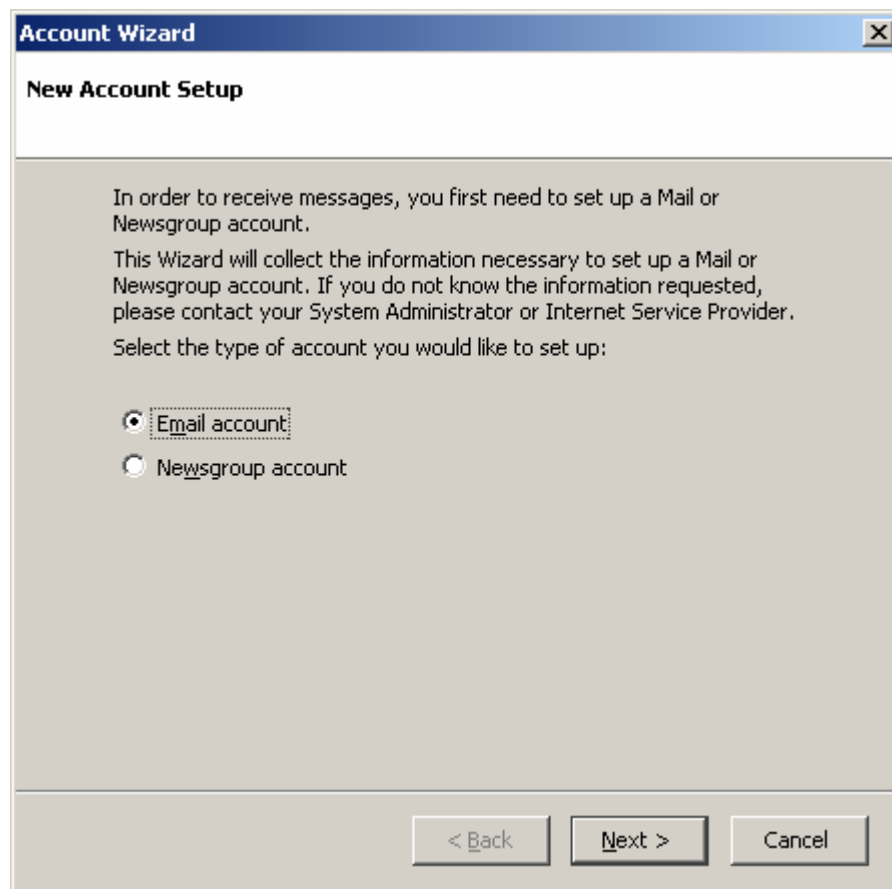 Account Wizard
New Account Setup
In order to receive messages, you first need to set up a Mail or
Newsgroup account.
This Wizard will collect the information necessary to set up a Mail or
Newsgroup account. If you do not know the information requested,
please contact your System Administrator or Internet Service Provider.
Select the type of account you would like to set up:
Email account
Newsgroup account
< Back Next > Cancel